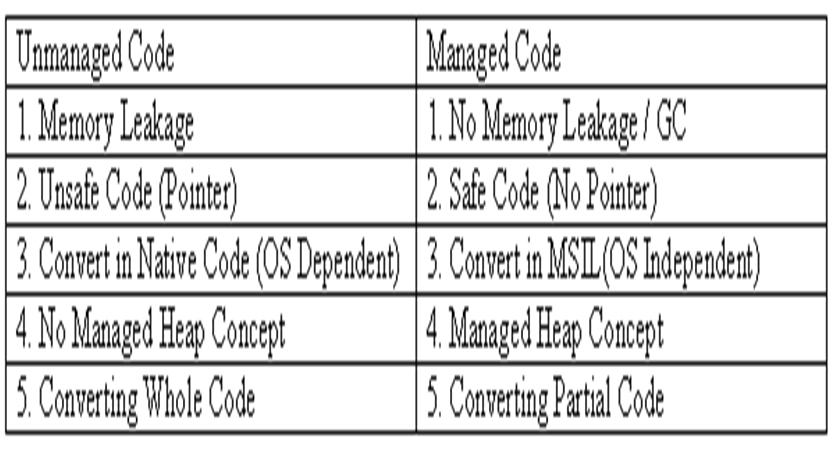 Unmanaged Code
Managed Code
1. Memory Leakage
1. No Memory Leakage / GC
2. Unsafe Code (Pointer)
2. Safe Code (No Pointer)
3. Convert in Native Code (OS Dependent)
3. Convert in MSIL(OS Independent)
4. No Managed Heap Concept
4. Managed Heap Concept
5. Converting Whole Code
5. Converting Partial Code